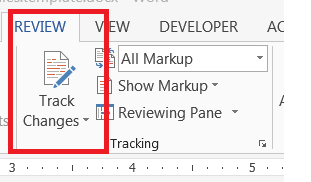 REVIEW VIEW DEVELOPER A
All Markup
Show Markup
Reviewing Pane
Track
Changes
Tracking
3 4 5